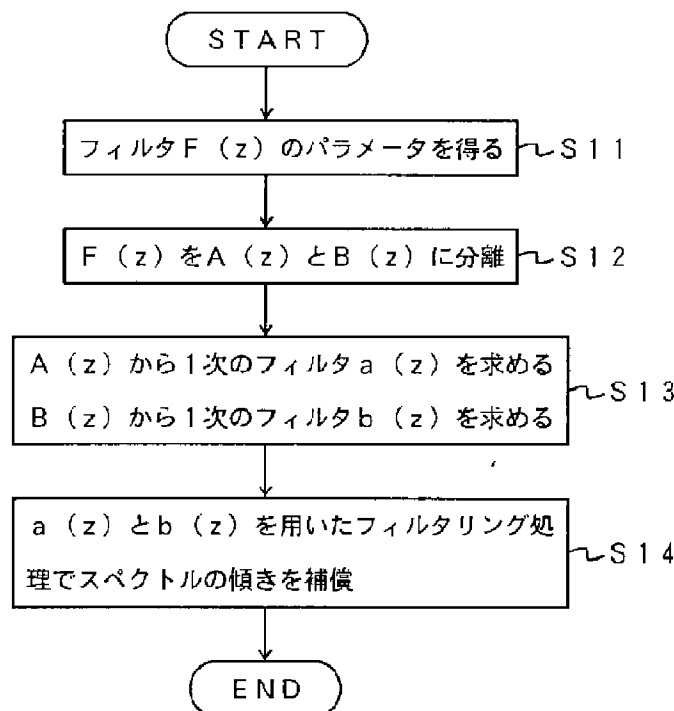 START
フィルタF(z)のパラメータを得る S11
F(z)をA(z)とB(z)に分離 S12
A(z)から1次のフィルタa(z)を求める
B(z)から1次のフィルタb(z)を求める
S13
a(z)とb(z)を用いたフィルタリング処
理でスペクトルの傾きを補償
S14
END